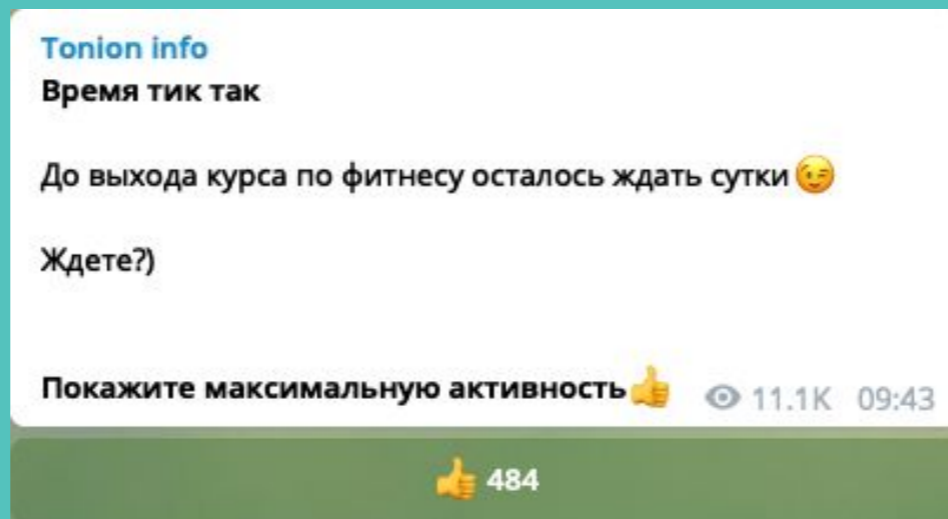 Tonion info
Время тик так
До выхода курса по фитнесу осталось ждать сутки😉
Ждете?)
Покажите максимальную активность👍 11.1K 09:43
👍 484